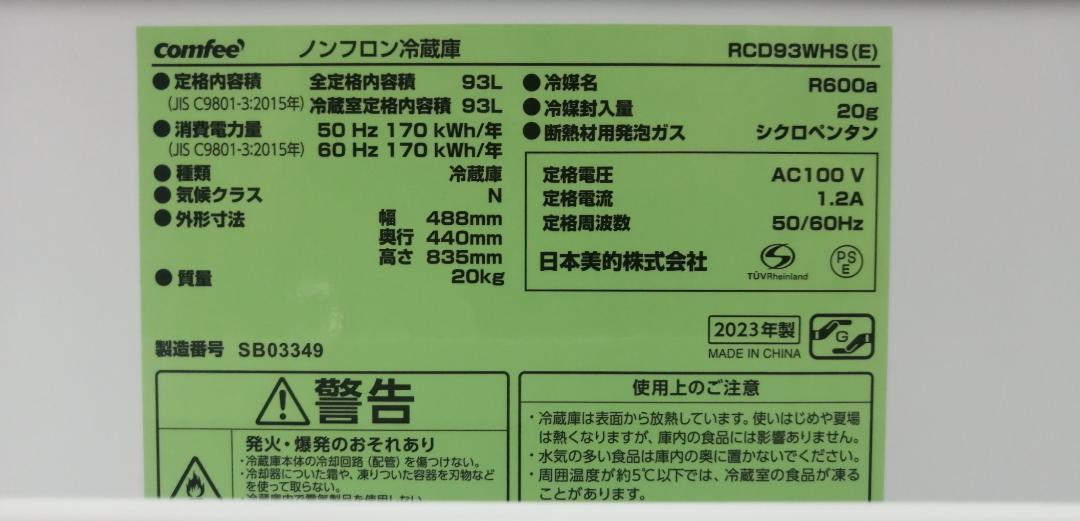 comfee' ノンフロン冷蔵庫 RCD93WHS(E)
●定格内容積 全定格内容積 93L
(JIS C9801-3:2015年) 冷蔵室定格内容積 93L
●消費電力量 50 Hz 170 kWh/年
(JIS C9801-3:2015年) 60 Hz 170 kWh/年
●種類 冷蔵庫
●気候クラス N
●外形寸法 幅 488mm
奥行 440mm
高さ 835mm
●質量 20kg
●冷媒名 R600a
●冷媒封入量 20g
●断熱材用発泡ガス シクロペンタン
定格電圧 AC100 V
定格電流 1.2A
定格周波数 50/60Hz
日本美的株式会社
TÜVRheinland
PS
E
2023年製
MADE IN CHINA
G
製造番号 SB03349
警告
発火・爆発のおそれあり
・冷蔵庫本体の冷却回路(配管)を傷つけない。
・冷却器についた霜や、凍りついた容器を刃物など
を使って取らない。
・冷蔵庫内で電気製品を使用しない。
使用上のご注意
・冷蔵庫は表面から放熱しています。使いはじめや夏場
は熱くなりますが、庫内の食品には影響ありません。
・水気の多い食品は庫内の奥に置かないでください。
・周囲温度が約5℃以下では、冷蔵室の食品が凍る
ことがあります。